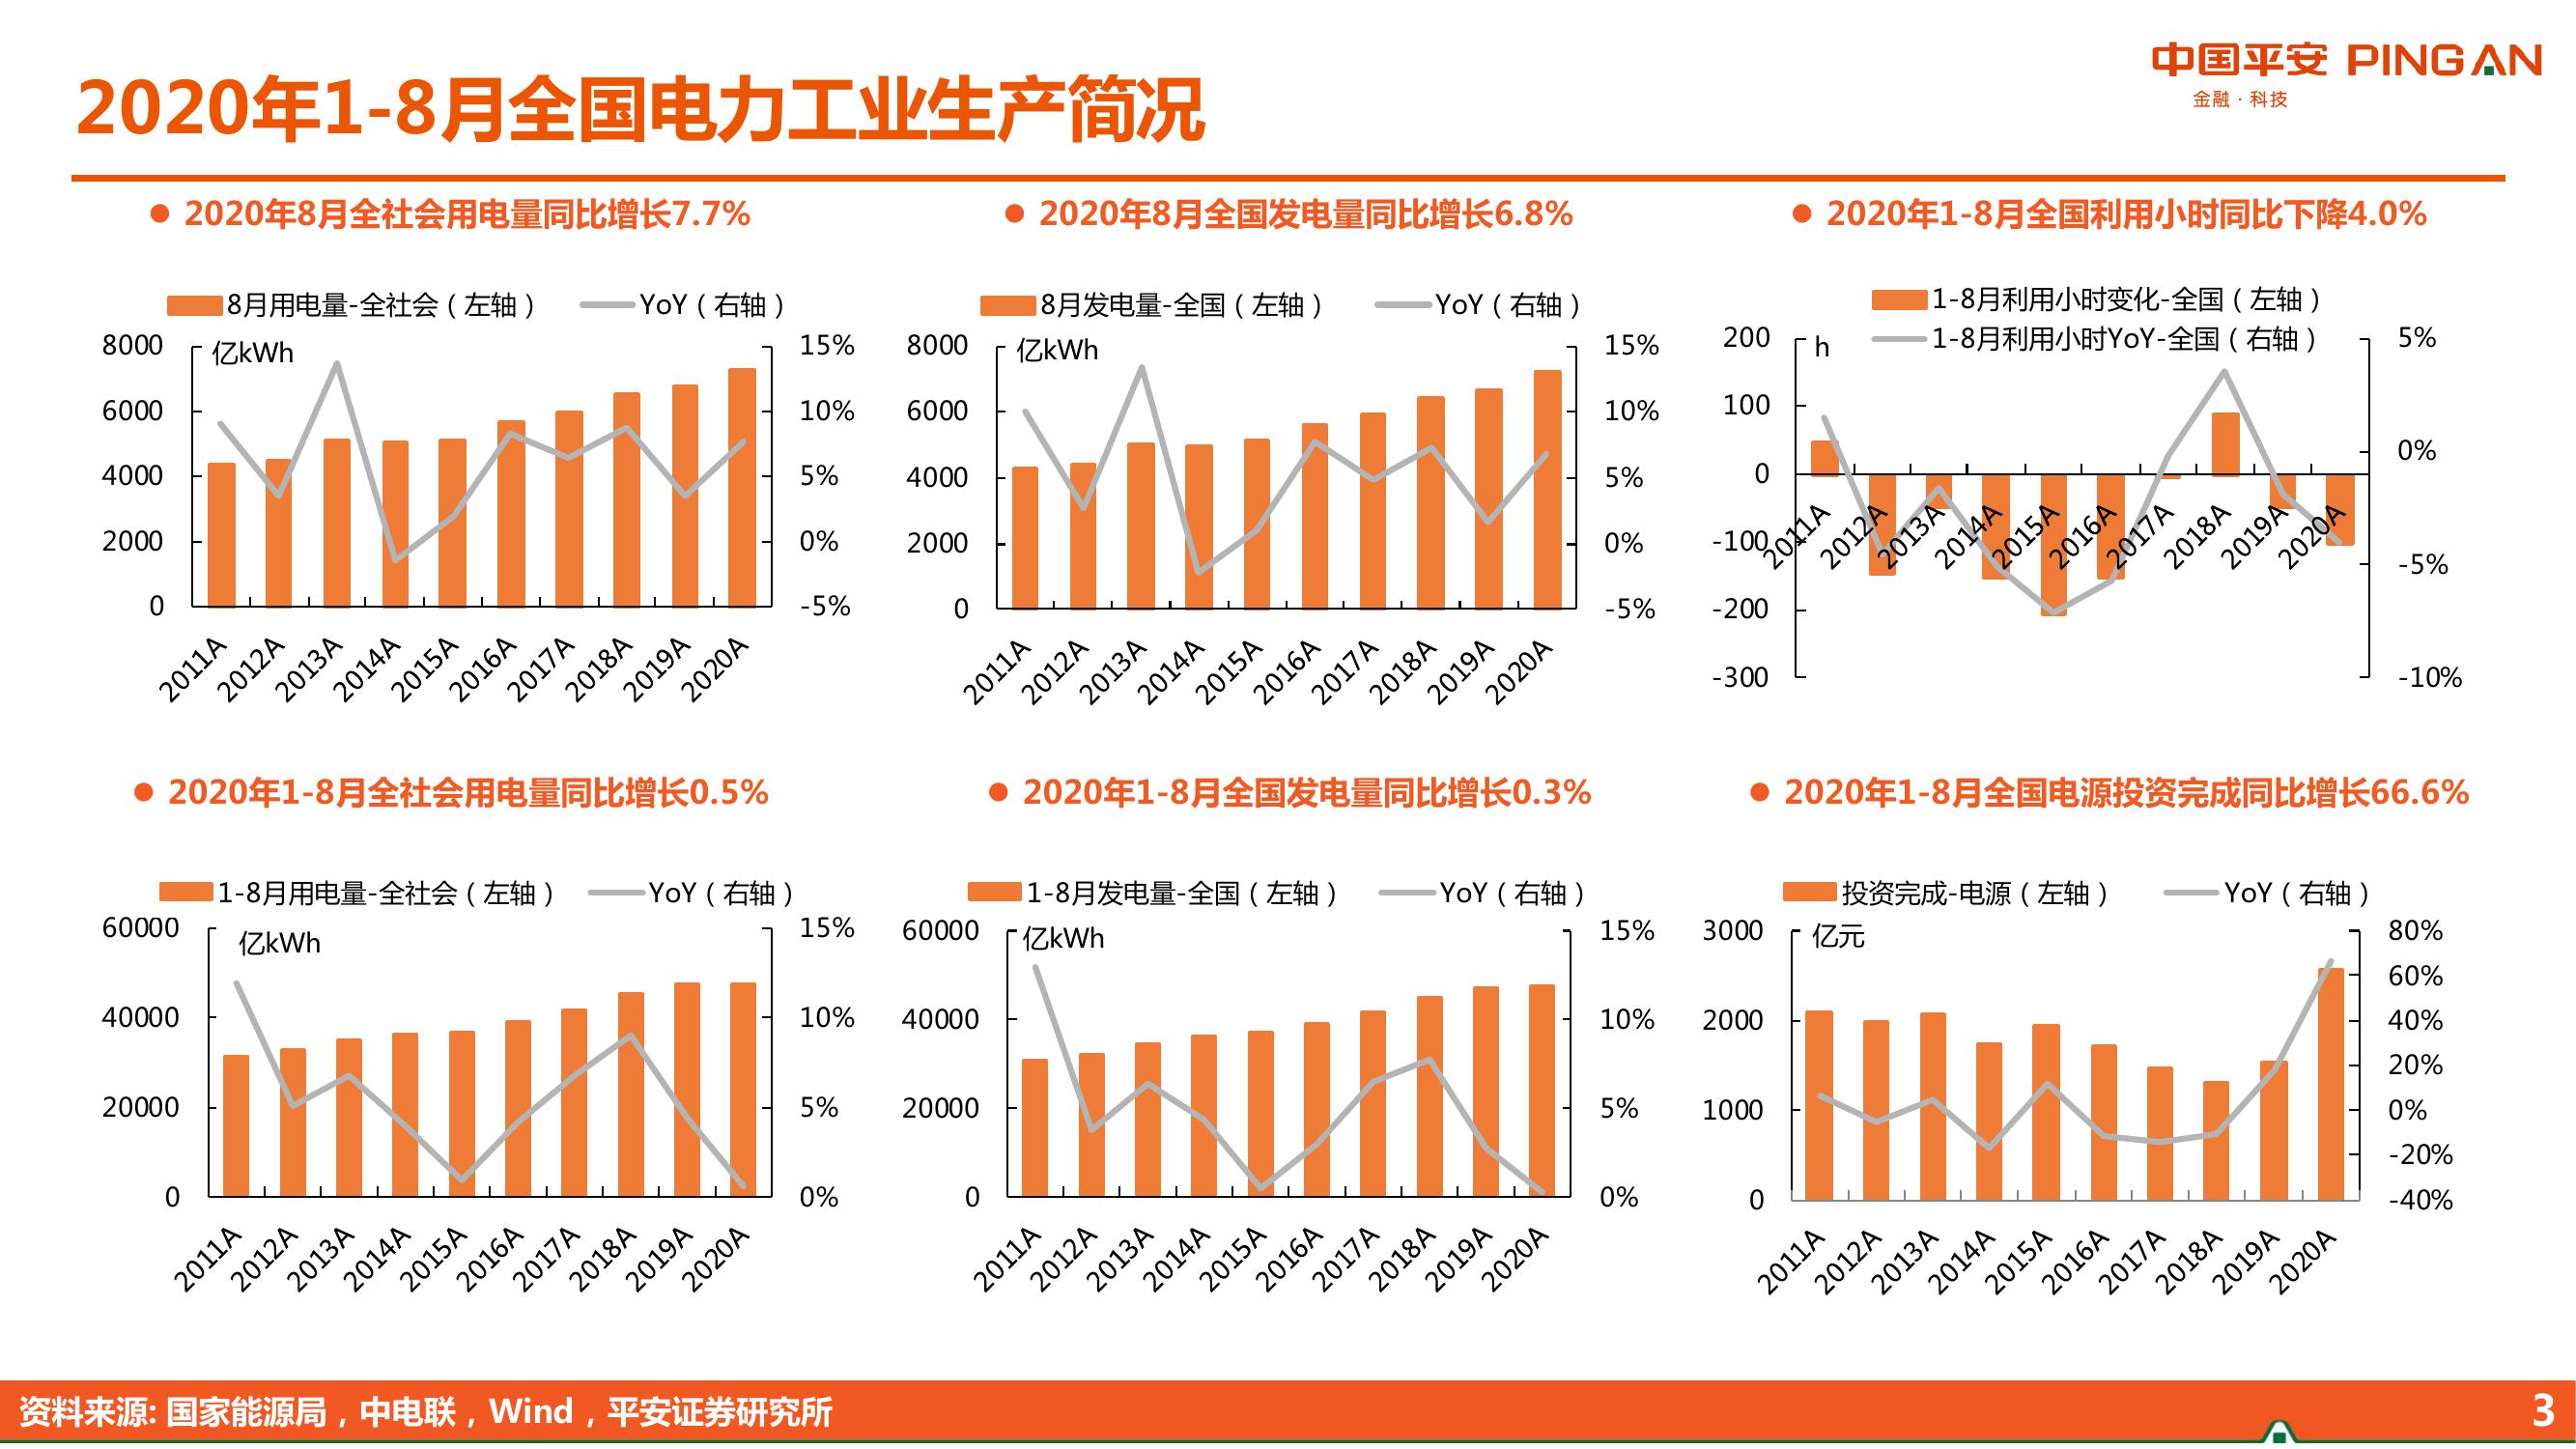 中国平安 PINGAN
金融·科技
2020年1-8月全国电力工业生产简况
● 2020年8月全社会用电量同比增长7.7%
8月用电量-全社会（左轴）
YoY（右轴）
亿kWh
8000
6000
4000
2000
0
15%
10%
5%
0%
-5%
2011A
2012A
2013A
2014A
2015A
2016A
2017A
2018A
2019A
2020A
● 2020年8月全国发电量同比增长6.8%
8月发电量-全国（左轴）
YoY（右轴）
亿kWh
8000
6000
4000
2000
0
15%
10%
5%
0%
-5%
2011A
2012A
2013A
2014A
2015A
2016A
2017A
2018A
2019A
2020A
● 2020年1-8月全国利用小时同比下降4.0%
1-8月利用小时变化-全国（左轴）
1-8月利用小时YoY-全国（右轴）
h
200
100
0
-100
-200
-300
5%
0%
-5%
-10%
2011A
2012A
2013A
2014A
2015A
2016A
2017A
2018A
2019A
2020A
● 2020年1-8月全社会用电量同比增长0.5%
1-8月用电量-全社会（左轴）
YoY（右轴）
亿kWh
60000
40000
20000
0
15%
10%
5%
0%
2011A
2012A
2013A
2014A
2015A
2016A
2017A
2018A
2019A
2020A
● 2020年1-8月全国发电量同比增长0.3%
1-8月发电量-全国（左轴）
YoY（右轴）
亿kWh
60000
40000
20000
0
15%
10%
5%
0%
2011A
2012A
2013A
2014A
2015A
2016A
2017A
2018A
2019A
2020A
● 2020年1-8月全国电源投资完成同比增长66.6%
投资完成-电源（左轴）
YoY（右轴）
亿元
3000
2000
1000
0
80%
60%
40%
20%
0%
-20%
-40%
2011A
2012A
2013A
2014A
2015A
2016A
2017A
2018A
2019A
2020A
资料来源: 国家能源局，中电联，Wind，平安证券研究所
3